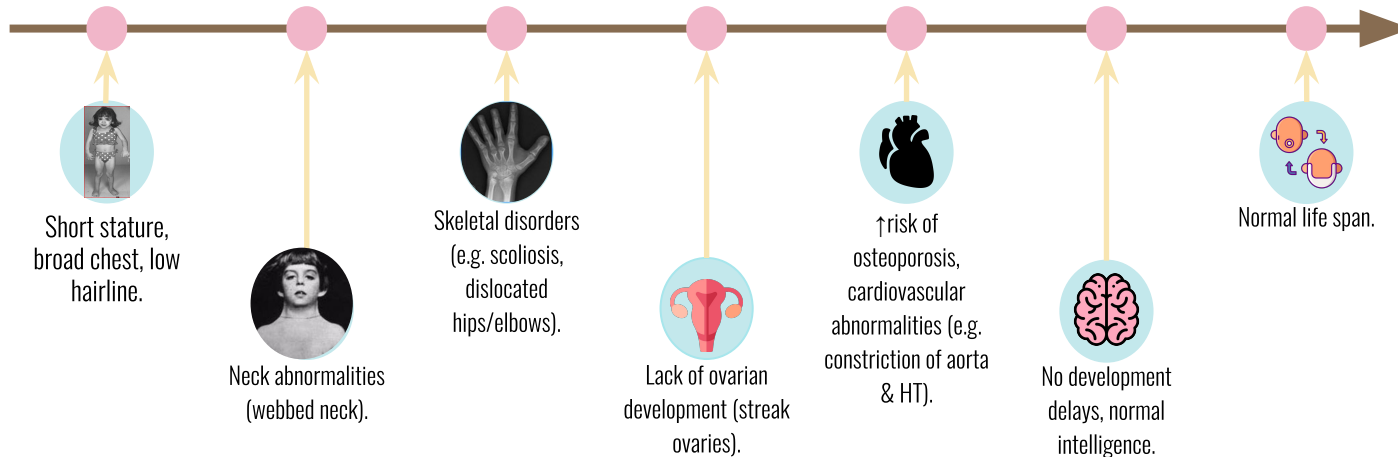 Short stature,
broad chest, low
hairline.
Neck abnormalities
(webbed neck).
Skeletal disorders
(e.g. scoliosis,
dislocated
hips/elbows).
Lack of ovarian
development (streak
ovaries).
↑risk of
osteoporosis,
cardiovascular
abnormalities (e.g.
constriction of aorta
& HT).
No development
delays, normal
intelligence.
Normal life span.